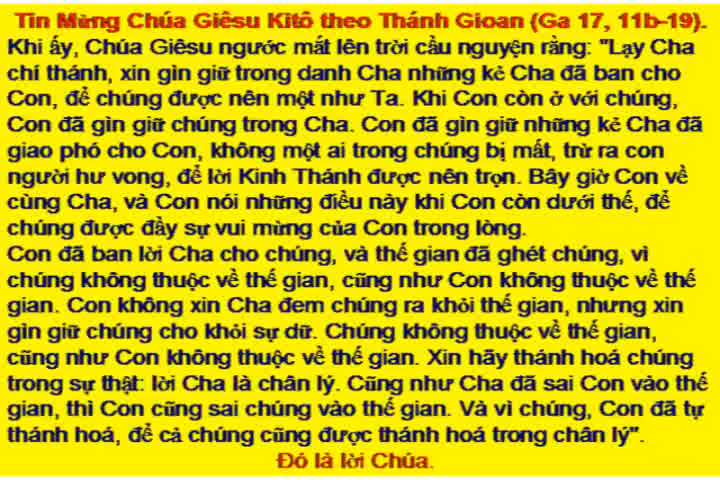 Tin Mừng Chúa Giêsu Kitô theo Thánh Gioan (Ga 17, 11b-19).
Khi ấy, Chúa Giêsu ngước mắt lên trời cầu nguyện rằng: "Lạy Cha
chí thánh, xin gìn giữ trong danh Cha những kẻ Cha đã ban cho
Con, để chúng được nên một như Ta. Khi Con còn ở với chúng,
Con đã gìn giữ chúng trong Cha. Con đã gìn giữ những kẻ Cha đã
giao phó cho Con, không một ai trong chúng bị mất, trừ ra con
người hư vong, để lời Kinh Thánh được nên trọn. Bây giờ Con về
cùng Cha, và Con nói những điều này khi Con còn dưới thế, để
chúng được đầy sự vui mừng của Con trong lòng.
Con đã ban lời Cha cho chúng, và thế gian đã ghét chúng, vì
chúng không thuộc về thế gian, cũng như Con không thuộc về thế
gian. Con không xin Cha đem chúng ra khỏi thế gian, nhưng xin
gìn giữ chúng cho khỏi sự dữ. Chúng không thuộc về thế gian,
cũng như Con không thuộc về thế gian. Xin hãy thánh hoá chúng
trong sự thật: lời Cha là chân lý. Cũng như Cha đã sai Con vào thế
gian, thì Con cũng sai chúng vào thế gian. Và vì chúng, Con đã tự
thánh hoá, để cả chúng cũng được thánh hoá trong chân lý".
Đó là lời Chúa.